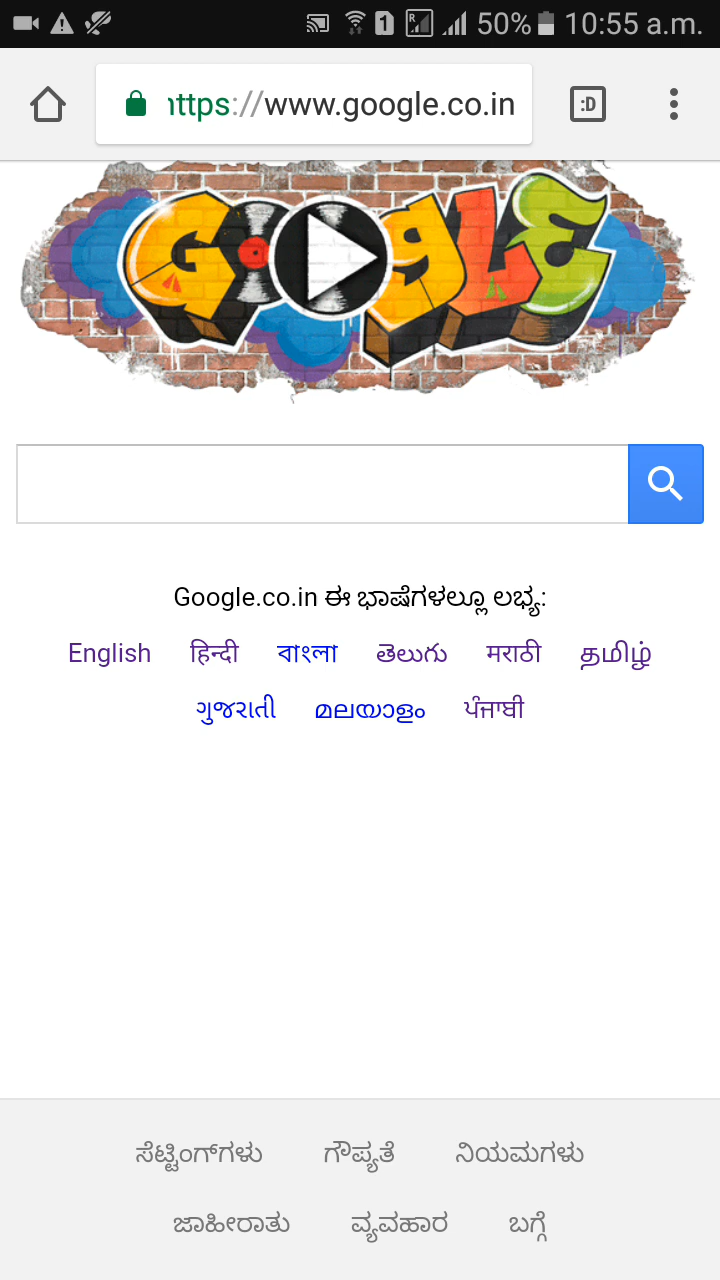 1 R 50% 10:55 a.m.
https://www.google.co.in :D
GOOGLE
Google.co.in ಈ ಭಾಷೆಗಳಲ್ಲೂ ಲಭ್ಯ:
English हिन्दी বাংলা తెలుగు मराठी தமிழ்
ગુજરાતી മലയാളം ਪੰਜਾਬੀ
ಸೆಟ್ಟಿಂಗ್‌ಗಳು ಗೌಪ್ಯತೆ ನಿಯಮಗಳು
ಜಾಹೀರಾತು ವ್ಯವಹಾರ ಬಗ್ಗೆ